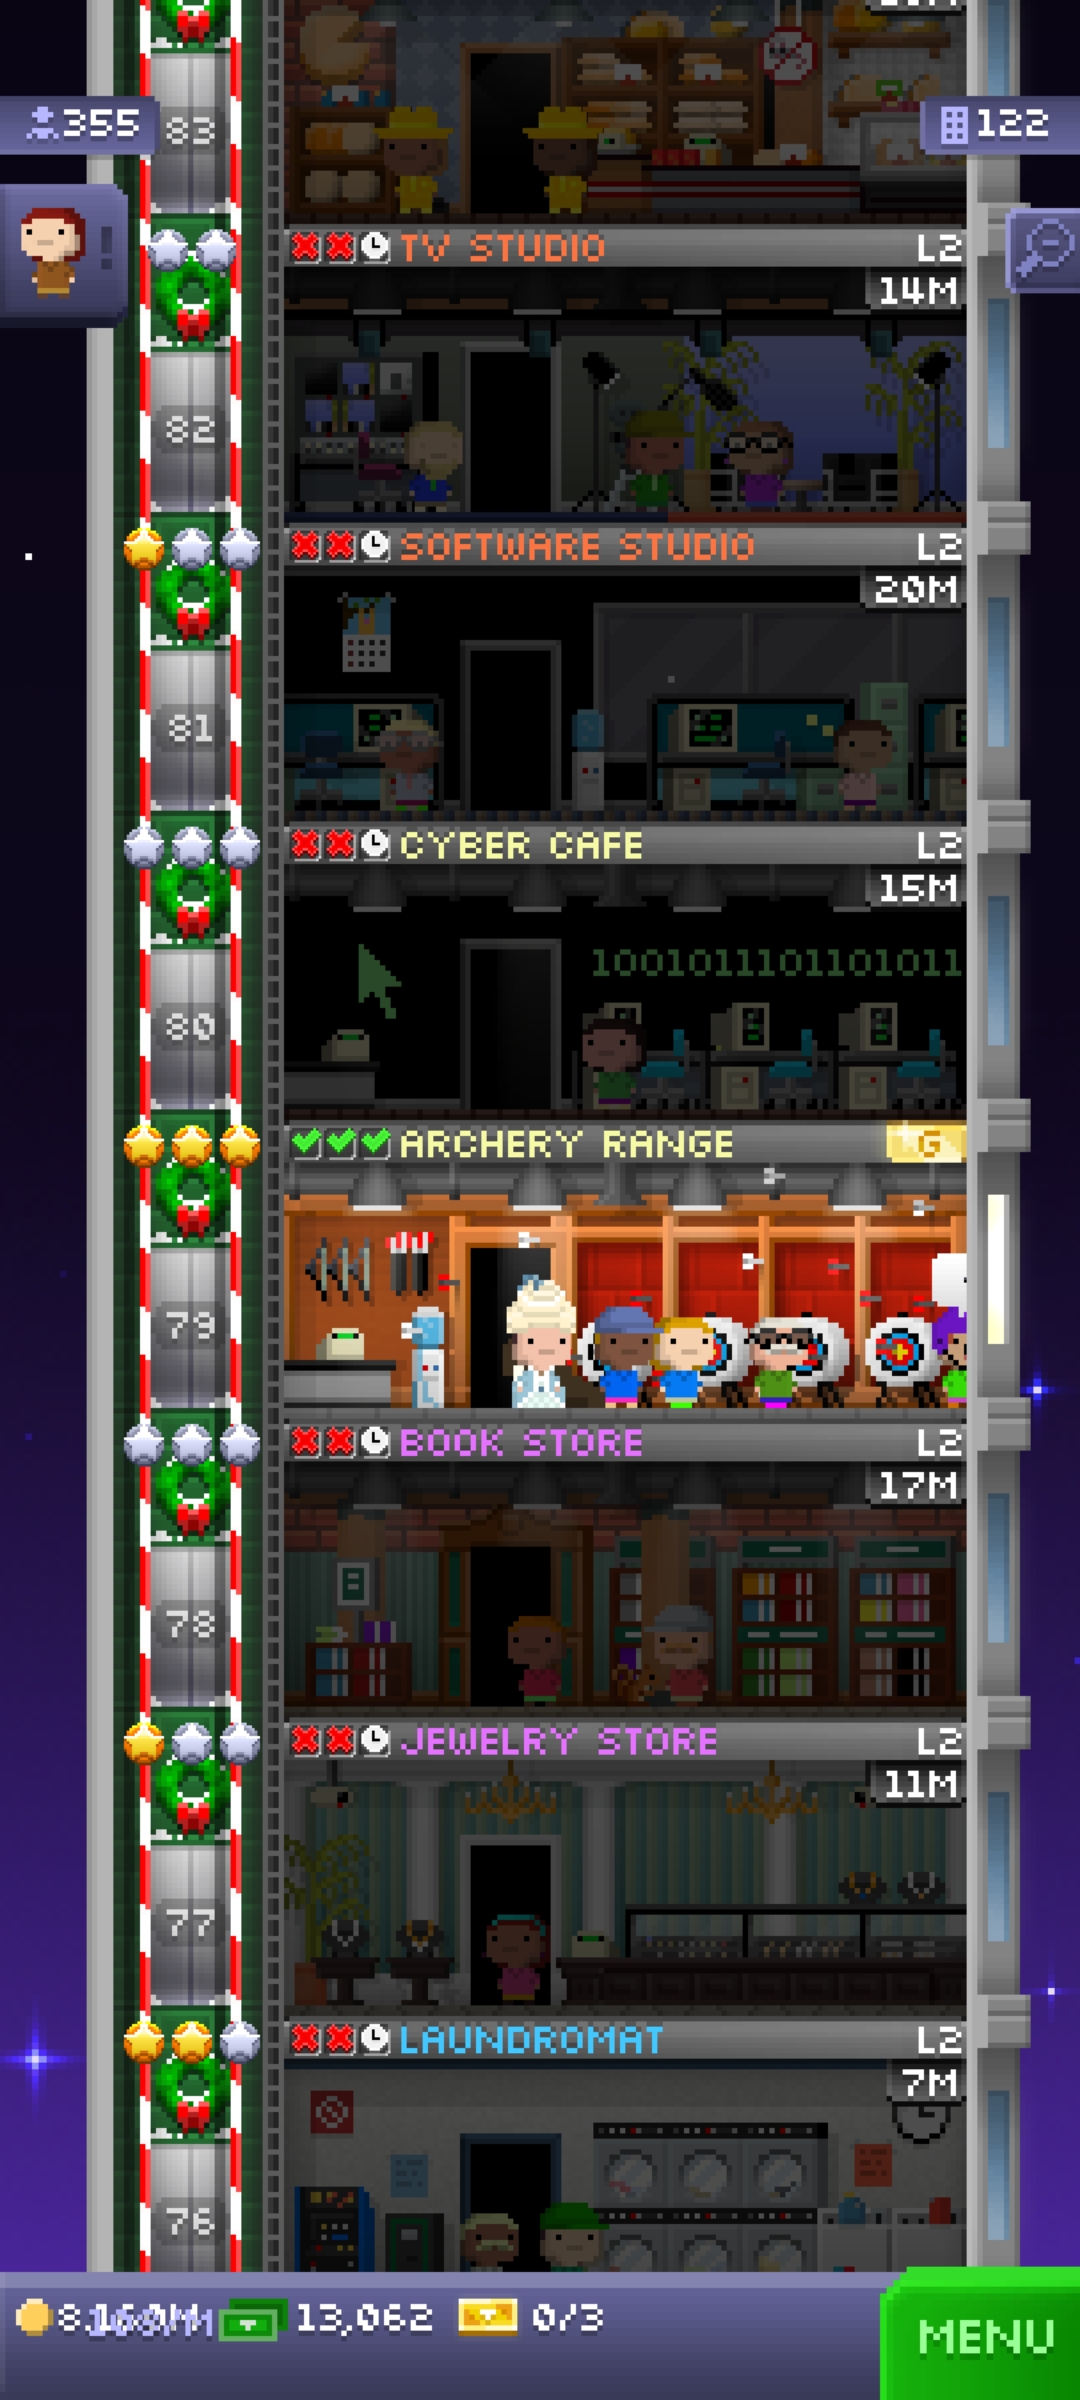 355
83
122
TV STUDIO L2
14M
82
SOFTWARE STUDIO L2
20M
81
CYBER CAFE L2
15M
1001011101101011
80
ARCHERY RANGE G
79
BOOK STORE L2
17M
78
JEWELRY STORE L2
11M
77
LAUNDROMAT L2
7M
76
13,062 0/3
MENU